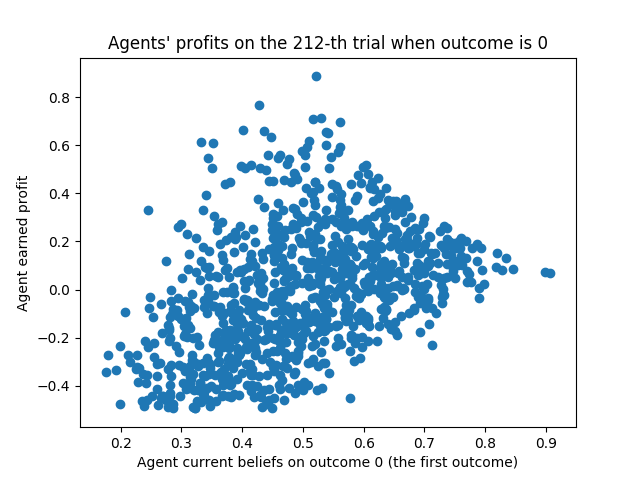 Agents' profits on the 212-th trial when outcome is 0
Agent earned profit
0.8
0.6
0.4
0.2
0.0
−0.2
−0.4
0.2 0.3 0.4 0.5 0.6 0.7 0.8 0.9
Agent current beliefs on outcome 0 (the first outcome)